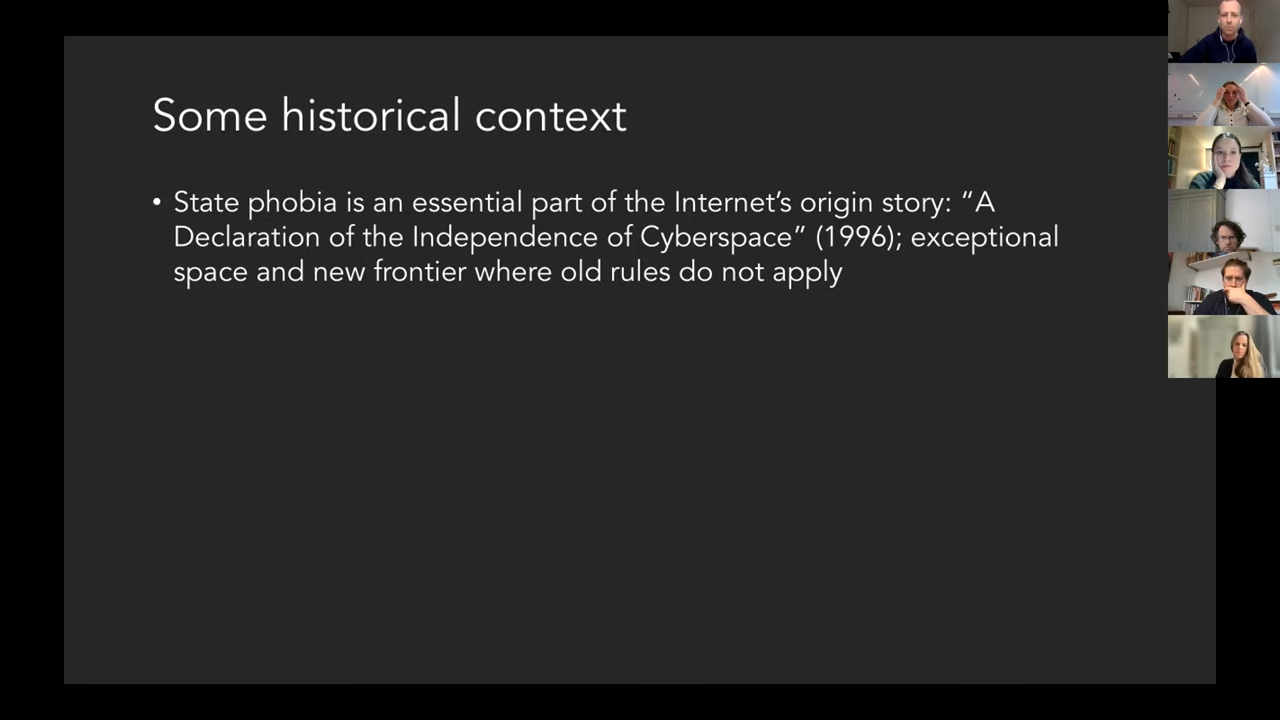 Some historical context
• State phobia is an essential part of the Internet’s origin story: “A
Declaration of the Independence of Cyberspace” (1996); exceptional
space and new frontier where old rules do not apply